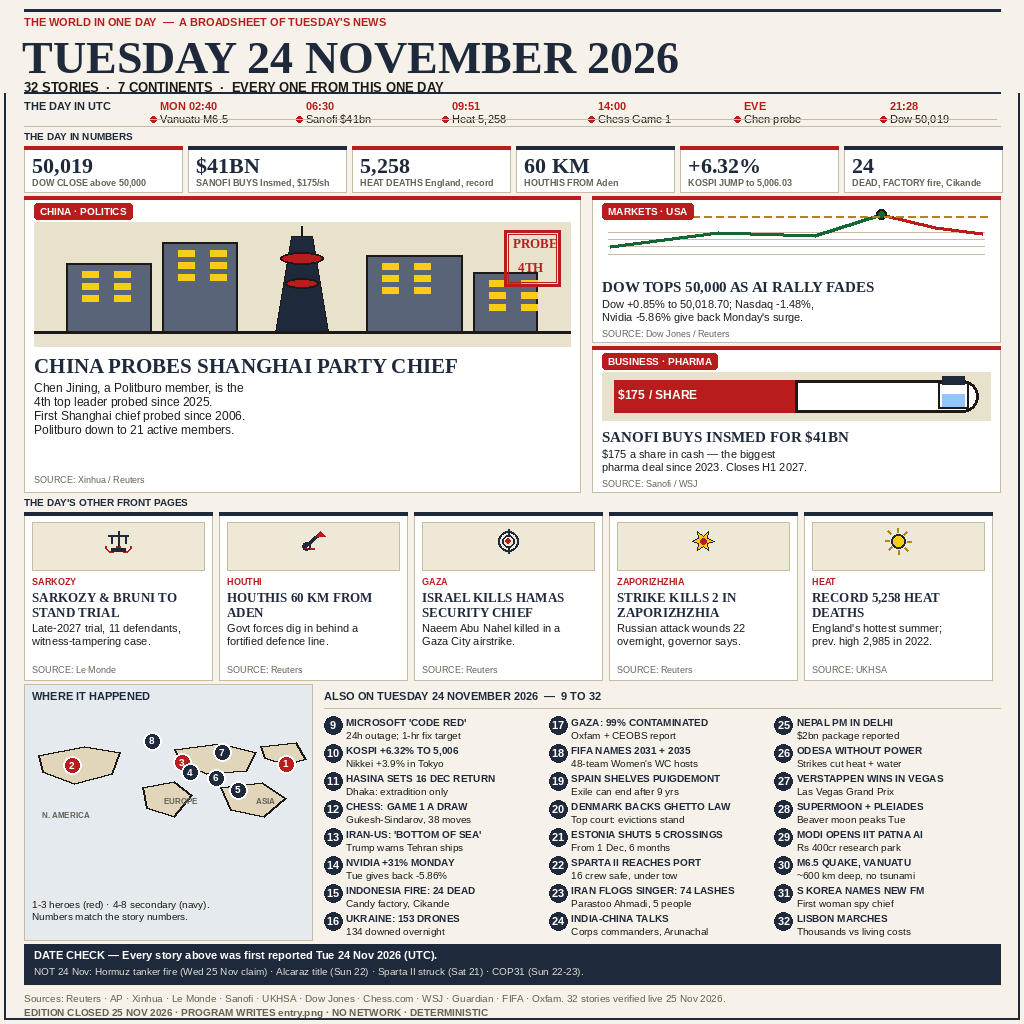 THE WORLD IN ONE DAY — A BROADSHEET OF TUESDAY'S NEWS
TUESDAY 24 NOVEMBER 2026
32 STORIES · 7 CONTINENTS · EVERY ONE FROM THIS ONE DAY
THE DAY IN UTC
MON 02:40
Vanuatu M6.5
06:30
Sanofi $41bn
09:51
Heat 5,258
14:00
Chess Game 1
EVE
Chen probe
21:28
Dow 50,019
THE DAY IN NUMBERS
50,019
DOW CLOSE above 50,000
$41BN
SANOFI BUYS Insmed, $175/sh
5,258
HEAT DEATHS England, record
60 KM
HOUTHIS FROM Aden
+6.32%
KOSPI JUMP to 5,006.03
24
DEAD, FACTORY fire, Cikande
CHINA · POLITICS
PROBE
4TH
CHINA PROBES SHANGHAI PARTY CHIEF
Chen Jining, a Politburo member, is the
4th top leader probed since 2025.
First Shanghai chief probed since 2006.
Politburo down to 21 active members.
SOURCE: Xinhua / Reuters
MARKETS · USA
DOW TOPS 50,000 AS AI RALLY FADES
Dow +0.85% to 50,018.70; Nasdaq -1.48%,
Nvidia -5.86% give back Monday's surge.
SOURCE: Dow Jones / Reuters
BUSINESS · PHARMA
$175 / SHARE
SANOFI BUYS INSMED FOR $41BN
$175 a share in cash — the biggest
pharma deal since 2023. Closes H1 2027.
SOURCE: Sanofi / WSJ
THE DAY'S OTHER FRONT PAGES
SARKOZY
SARKOZY & BRUNI TO
STAND TRIAL
Late-2027 trial, 11 defendants,
witness-tampering case.
SOURCE: Le Monde
HOUTHI
HOUTHIS 60 KM FROM
ADEN
Govt forces dig in behind a
fortified defence line.
SOURCE: Reuters
GAZA
ISRAEL KILLS HAMAS
SECURITY CHIEF
Naeem Abu Nahel killed in a
Gaza City airstrike.
SOURCE: Reuters
ZAPORIZHZHIA
STRIKE KILLS 2 IN
ZAPORIZHZHIA
Russian attack wounds 22
overnight, governor says.
SOURCE: Reuters
HEAT
RECORD 5,258 HEAT
DEATHS
England's hottest summer;
prev. high 2,985 in 2022.
SOURCE: UKHSA
WHERE IT HAPPENED
8
7
2
3
1
4
6
5
EUROPE
ASIA
N. AMERICA
1-3 heroes (red) · 4-8 secondary (navy).
Numbers match the story numbers.
ALSO ON TUESDAY 24 NOVEMBER 2026 — 9 TO 32
9 MICROSOFT 'CODE RED'
24h outage; 1-hr fix target
10 KOSPI +6.32% TO 5,006
Nikkei +3.9% in Tokyo
11 HASINA SETS 16 DEC RETURN
Dhaka: extradition only
12 CHESS: GAME 1 A DRAW
Gukesh-Sindarov, 38 moves
13 IRAN-US: 'BOTTOM OF SEA'
Trump warns Tehran ships
14 NVIDIA +31% MONDAY
Tue gives back -5.86%
15 INDONESIA FIRE: 24 DEAD
Candy factory, Cikande
16 UKRAINE: 153 DRONES
134 downed overnight
17 GAZA: 99% CONTAMINATED
Oxfam + CEOBS report
18 FIFA NAMES 2031 + 2035
48-team Women's WC hosts
19 SPAIN SHELVES PUIGDEMONT
Exile can end after 9 yrs
20 DENMARK BACKS GHETTO LAW
Top court: evictions stand
21 ESTONIA SHUTS 5 CROSSINGS
From 1 Dec, 6 months
22 SPARTA II REACHES PORT
16 crew safe, under tow
23 IRAN FLOGS SINGER: 74 LASHES
Parastoo Ahmadi, 5 people
24 INDIA-CHINA TALKS
Corps commanders, Arunachal
25 NEPAL PM IN DELHI
$2bn package reported
26 ODESA WITHOUT POWER
Strikes cut heat + water
27 VERSTAPPEN WINS IN VEGAS
Las Vegas Grand Prix
28 SUPERMOON + PLEIADES
Beaver moon peaks Tue
29 MODI OPENS IIT PATNA AI
Rs 400cr research park
30 M6.5 QUAKE, VANUATU
~600 km deep, no tsunami
31 S KOREA NAMES NEW FM
First woman spy chief
32 LISBON MARCHES
Thousands vs living costs
DATE CHECK — Every story above was first reported Tue 24 Nov 2026 (UTC).
NOT 24 Nov: Hormuz tanker fire (Wed 25 Nov claim) · Alcaraz title (Sun 22) · Sparta II struck (Sat 21) · COP31 (Sun 22-23).
Sources: Reuters · AP · Xinhua · Le Monde · Sanofi · UKHSA · Dow Jones · Chess.com · WSJ · Guardian · FIFA · Oxfam. 32 stories verified live 25 Nov 2026.
EDITION CLOSED 25 NOV 2026 · PROGRAM WRITES entry.png · NO NETWORK · DETERMINISTIC